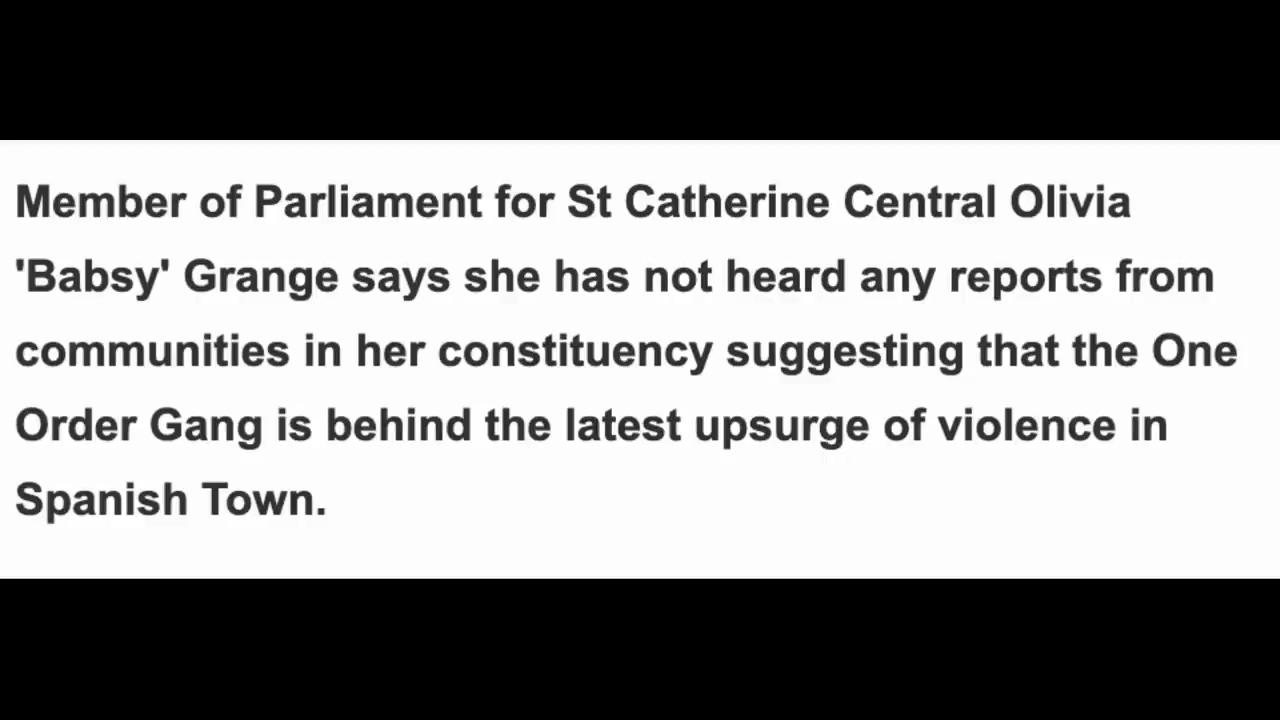 Member of Parliament for St Catherine Central Olivia
'Babsy' Grange says she has not heard any reports from
communities in her constituency suggesting that the One
Order Gang is behind the latest upsurge of violence in
Spanish Town.